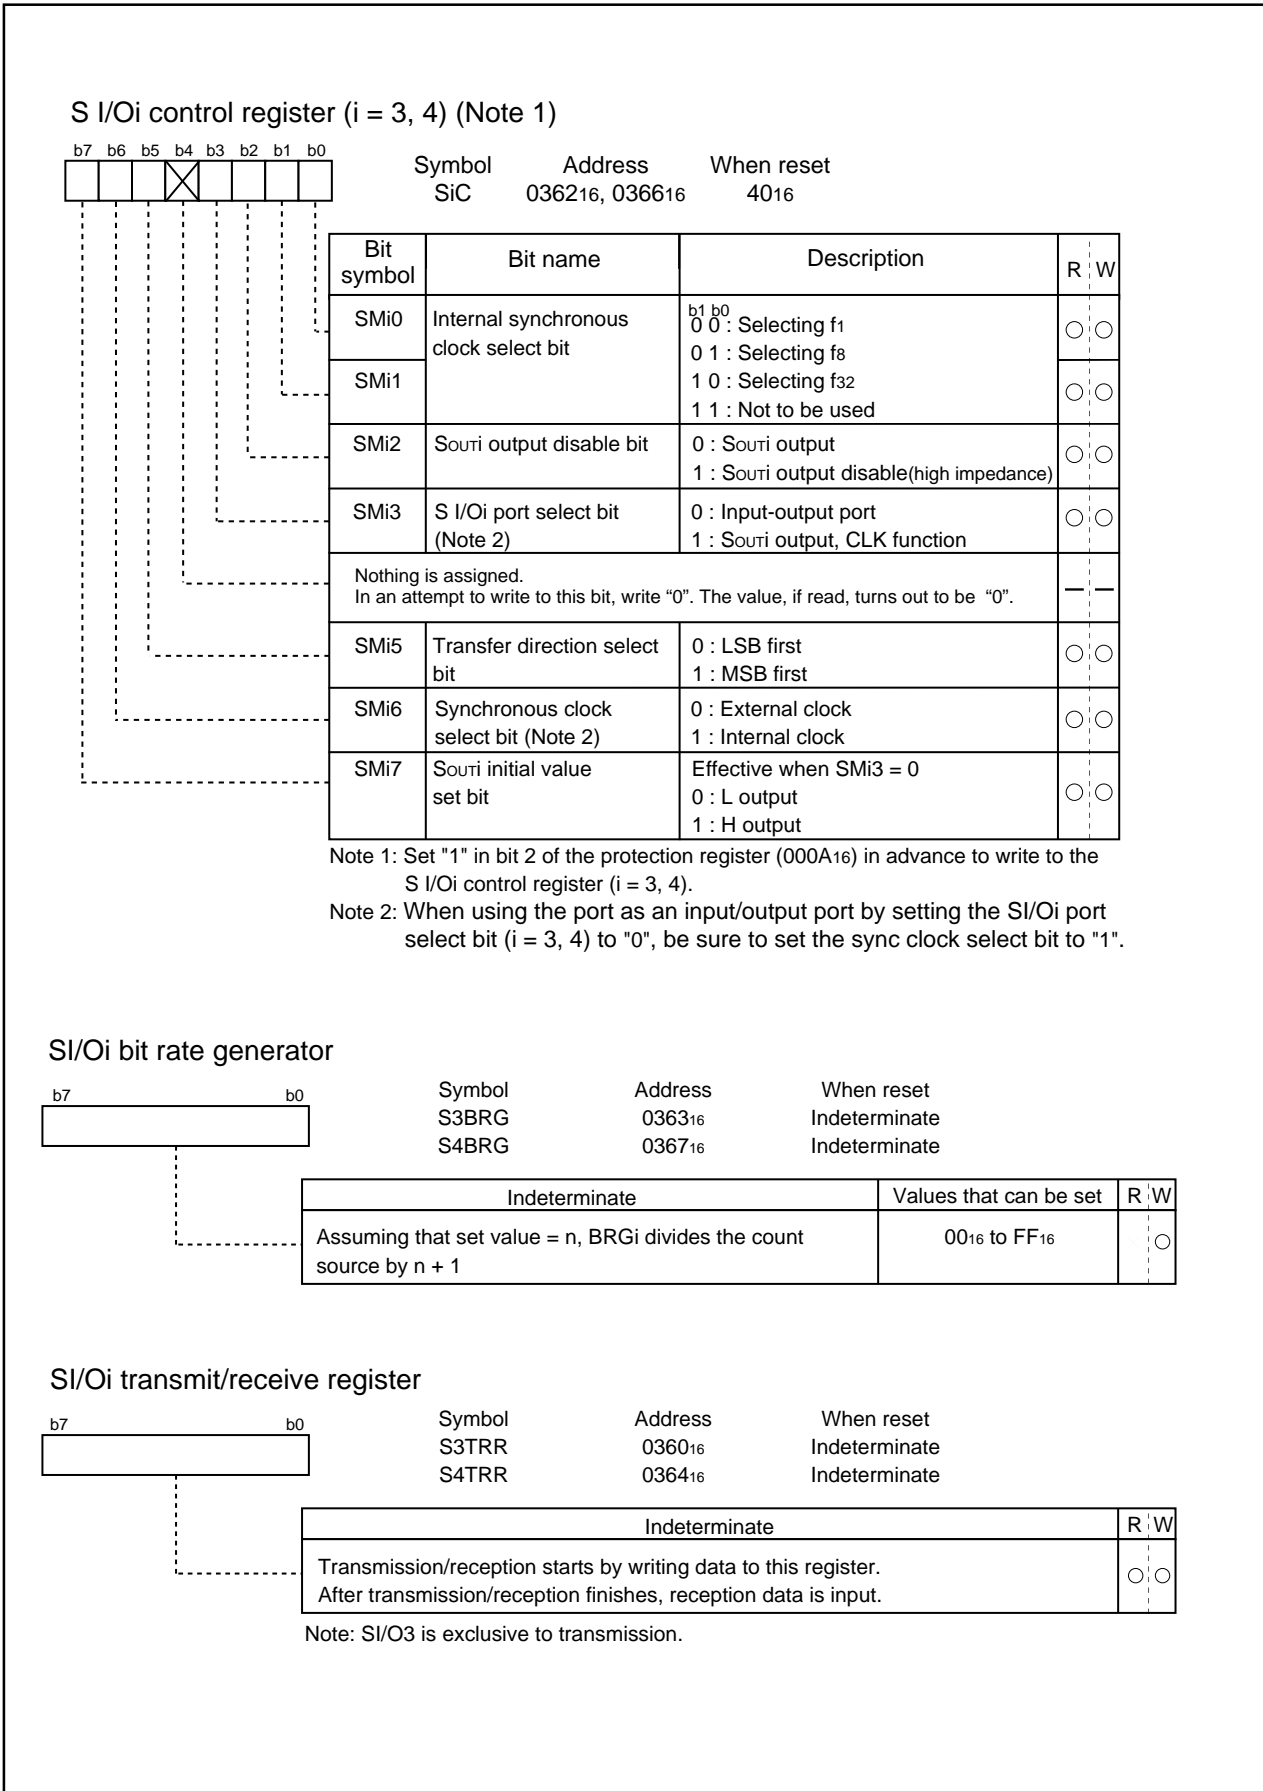 S I/Oi control register (i = 3, 4) (Note 1)
b7 b6 b5 b4 b3 b2 b1 b0
Symbol Address When reset
SiC 036216, 036616 4016
Bit symbol Bit name Description R W
SMi0 Internal synchronous clock select bit
b1 b0
0 0 : Selecting f1
0 1 : Selecting f8
SMi1
1 0 : Selecting f32
1 1 : Not to be used
SMi2 SOUTi output disable bit 0 : SOUTi output
1 : SOUTi output disable(high impedance)
SMi3 S I/Oi port select bit 0 : Input-output port
(Note 2) 1 : SOUTi output, CLK function
Nothing is assigned.
In an attempt to write to this bit, write “0”. The value, if read, turns out to be “0”.
SMi5 Transfer direction select 0 : LSB first
bit 1 : MSB first
SMi6 Synchronous clock 0 : External clock
select bit (Note 2) 1 : Internal clock
SMi7 SOUTi initial value Effective when SMi3 = 0
set bit 0 : L output
1 : H output
Note 1: Set "1" in bit 2 of the protection register (000A16) in advance to write to the
S I/Oi control register (i = 3, 4).
Note 2: When using the port as an input/output port by setting the SI/Oi port
select bit (i = 3, 4) to "0", be sure to set the sync clock select bit to "1".
SI/Oi bit rate generator
b7 b0 Symbol Address When reset
S3BRG 036316 Indeterminate
S4BRG 036716 Indeterminate
Indeterminate Values that can be set R W
Assuming that set value = n, BRGi divides the count 0016 to FF16
source by n + 1
SI/Oi transmit/receive register
b7 b0 Symbol Address When reset
S3TRR 036016 Indeterminate
S4TRR 036416 Indeterminate
Indeterminate R W
Transmission/reception starts by writing data to this register.
After transmission/reception finishes, reception data is input.
Note: SI/O3 is exclusive to transmission.